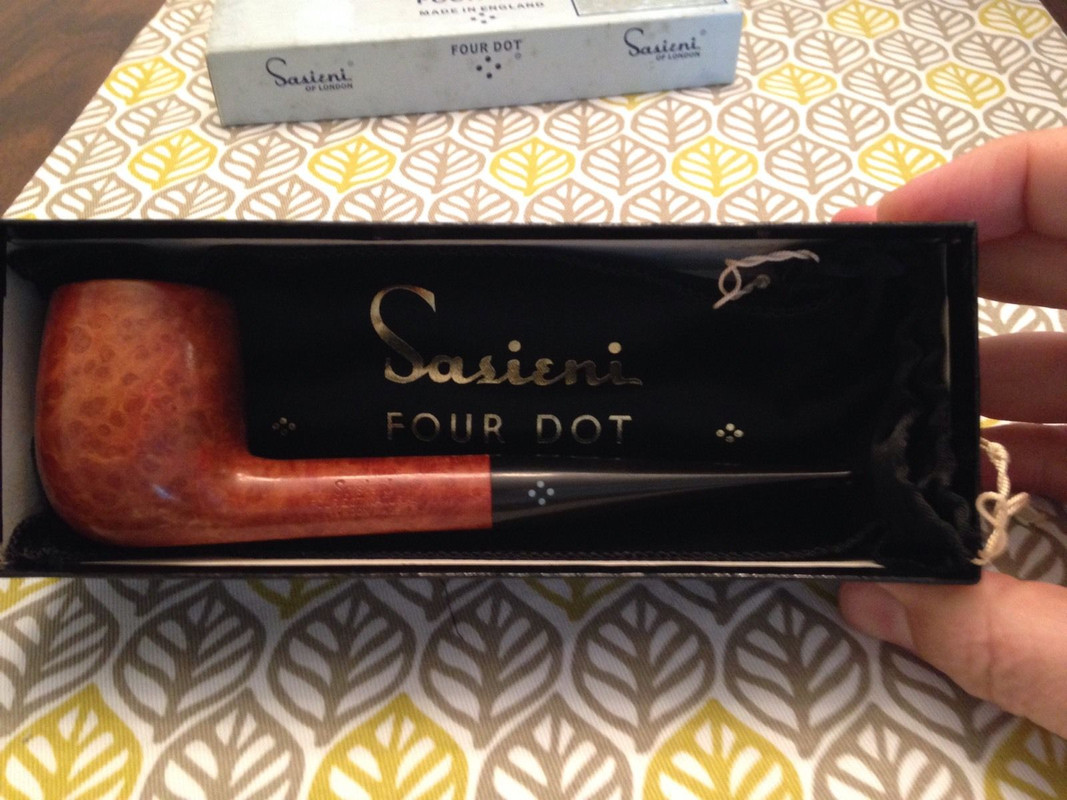 MADE IN ENGLAND
Sasieni
OF LONDON
FOUR DOT
Sasieni
OF LONDON
Sasieni
FOUR DOT